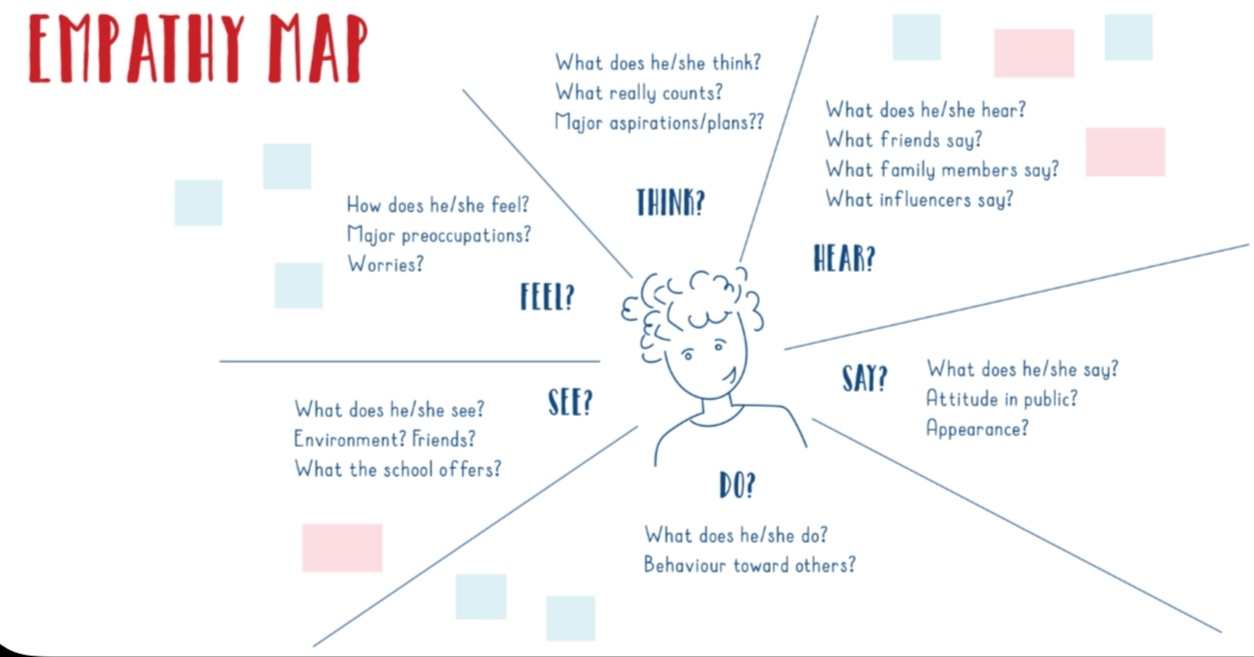 EMPATHY MAP
What does he/she think?
What really counts?
Major aspirations/plans??
THINK?
What does he/she hear?
What friends say?
What family members say?
What influencers say?
HEAR?
How does he/she feel?
Major preoccupations?
Worries?
FEEL?
SAY?
What does he/she say?
Attitude in public?
Appearance?
SEE?
What does he/she see?
Environment? Friends?
What the school offers?
DO?
What does he/she do?
Behaviour toward others?